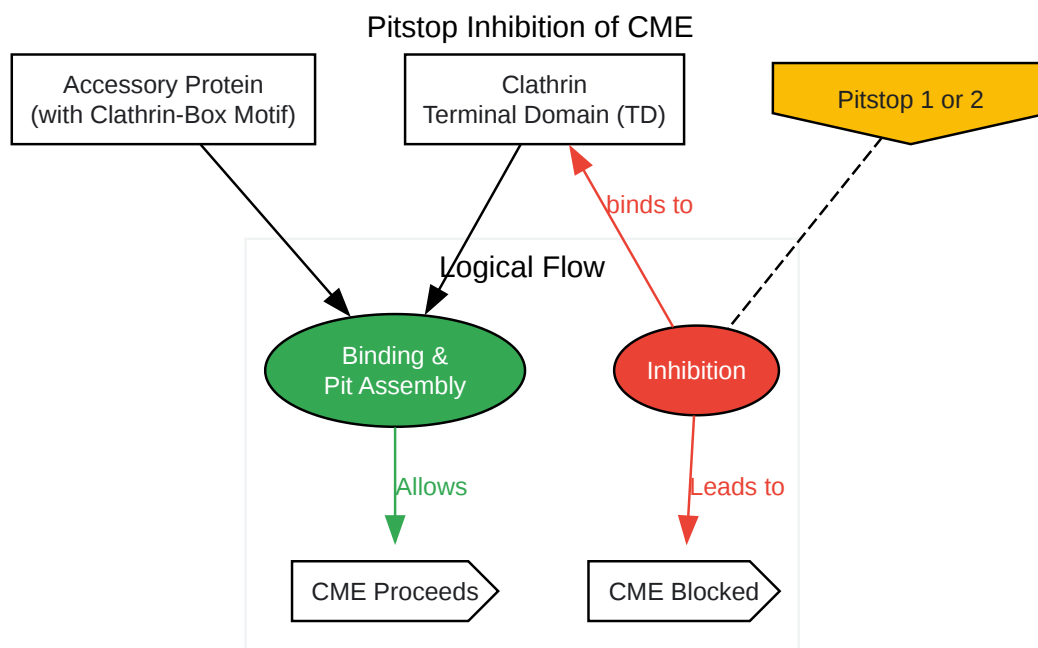 Pitstop Inhibition of CME
Accessory Protein
(with Clathrin-Box Motif)
Clathrin
Terminal Domain (TD)
Pitstop 1 or 2
binds to
Logical Flow
Binding &
Pit Assembly
Inhibition
Allows
Leads to
CME Proceeds
CME Blocked